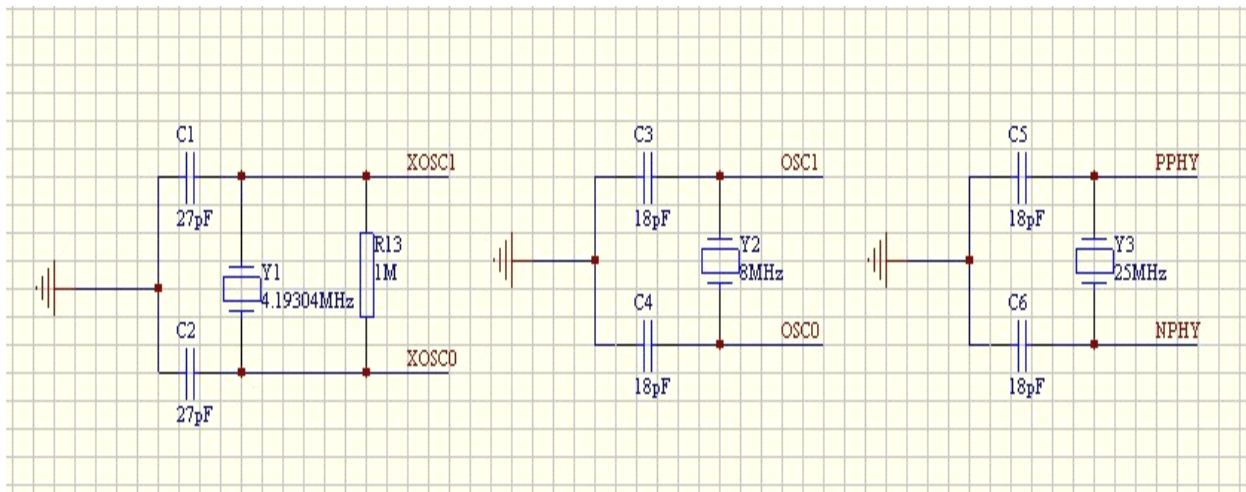 C1
27pF
XOSC1
Y1
4.19304MHz
R13
1M
C2
27pF
XOSC0
C3
18pF
OSC1
Y2
8MHz
C4
18pF
OSC0
C5
18pF
PPHY
Y3
25MHz
C6
18pF
NPHY